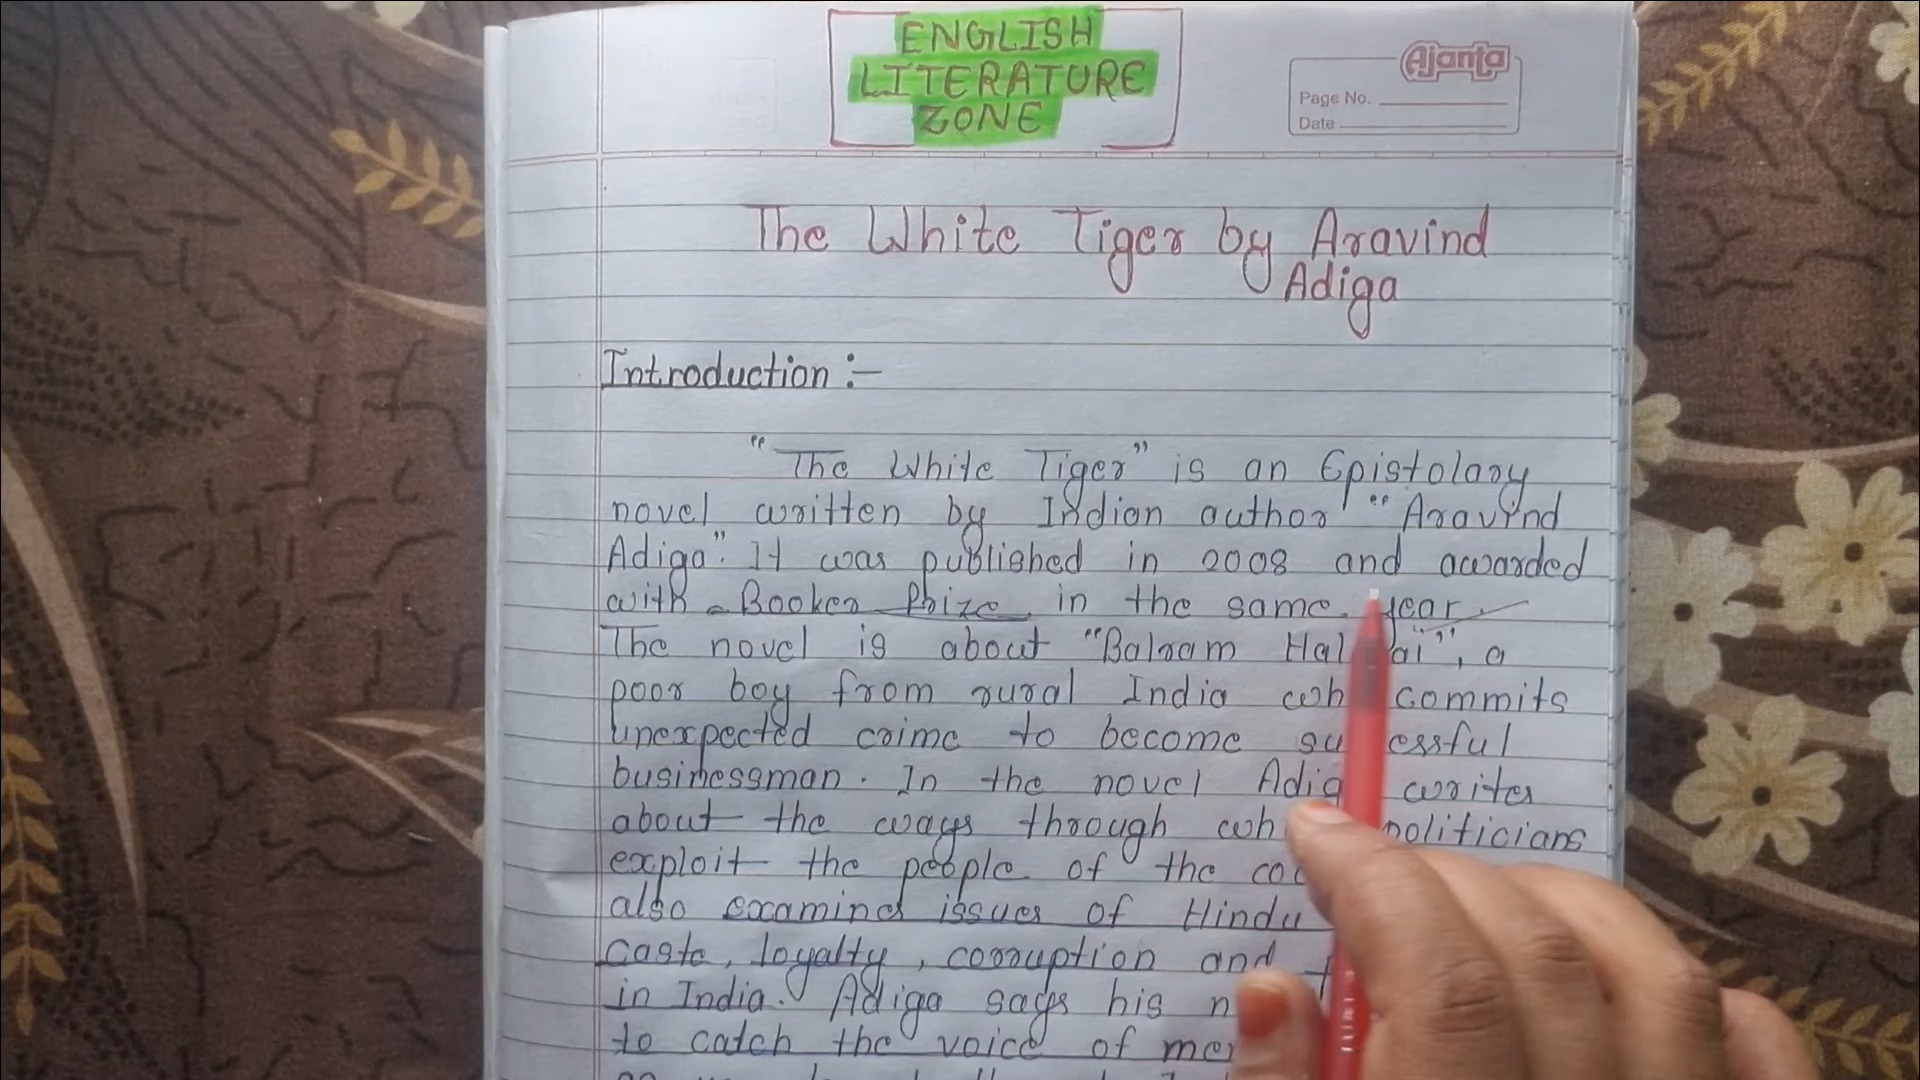 ENGLISH
LITERATURE
ZONE
Ajanta
Page No.
Date
The White Tiger by Aravind
Adiga
Introduction :-
"The White Tiger" is an Epistolary
novel written by Indian author "Aravind
Adiga". It was published in 2008 and awarded
with Booker Prize in the same year.
The novel is about "Balram Hal ai", a
poor boy from rural India wh commits
unexpected crime to become su essful
businessman. In the novel Adig writes
about the ways through wh politicians
exploit the people of the co
also examines issues of Hindu
caste, loyalty, corruption and
in India. Adiga says his n
to catch the voice of me